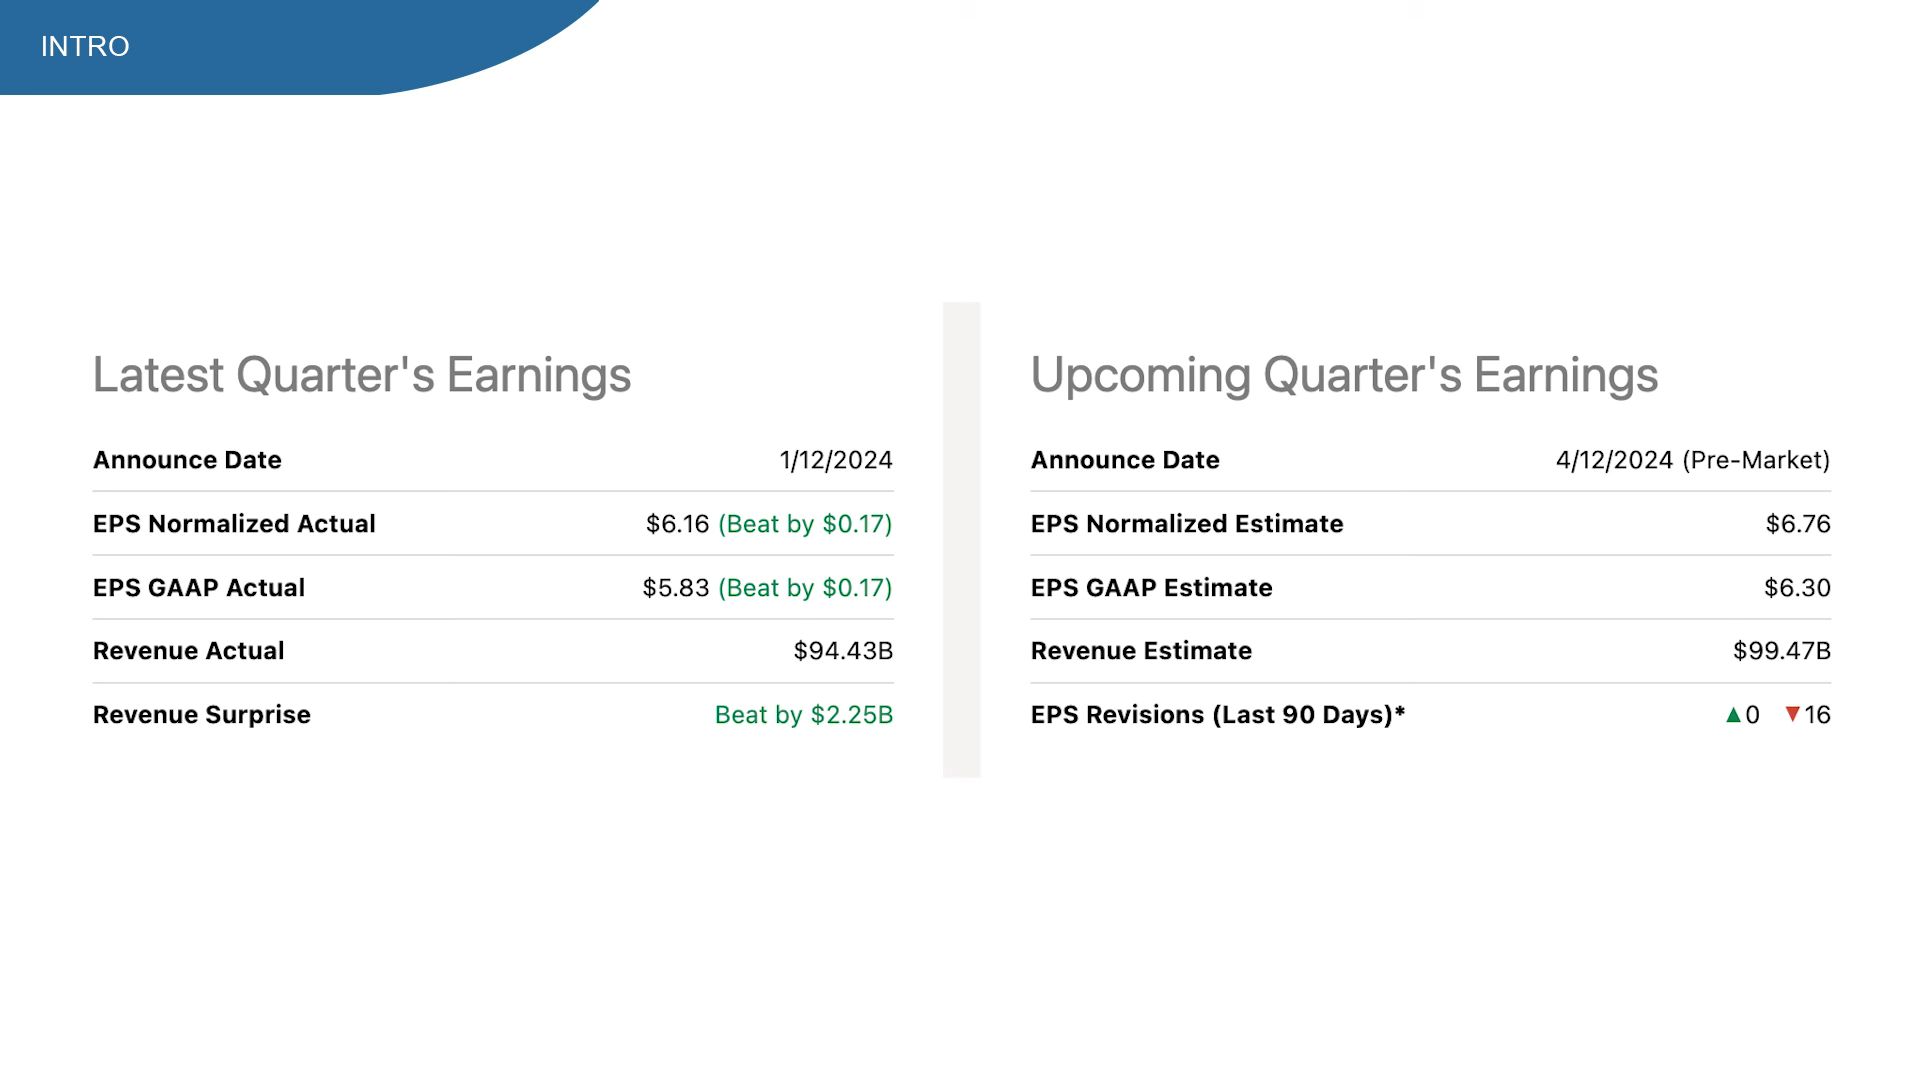 INTRO
Latest Quarter's Earnings
Announce Date 1/12/2024
EPS Normalized Actual $6.16 (Beat by $0.17)
EPS GAAP Actual $5.83 (Beat by $0.17)
Revenue Actual $94.43B
Revenue Surprise Beat by $2.25B
Upcoming Quarter's Earnings
Announce Date 4/12/2024 (Pre-Market)
EPS Normalized Estimate $6.76
EPS GAAP Estimate $6.30
Revenue Estimate $99.47B
EPS Revisions (Last 90 Days)* ▲0 ▼16